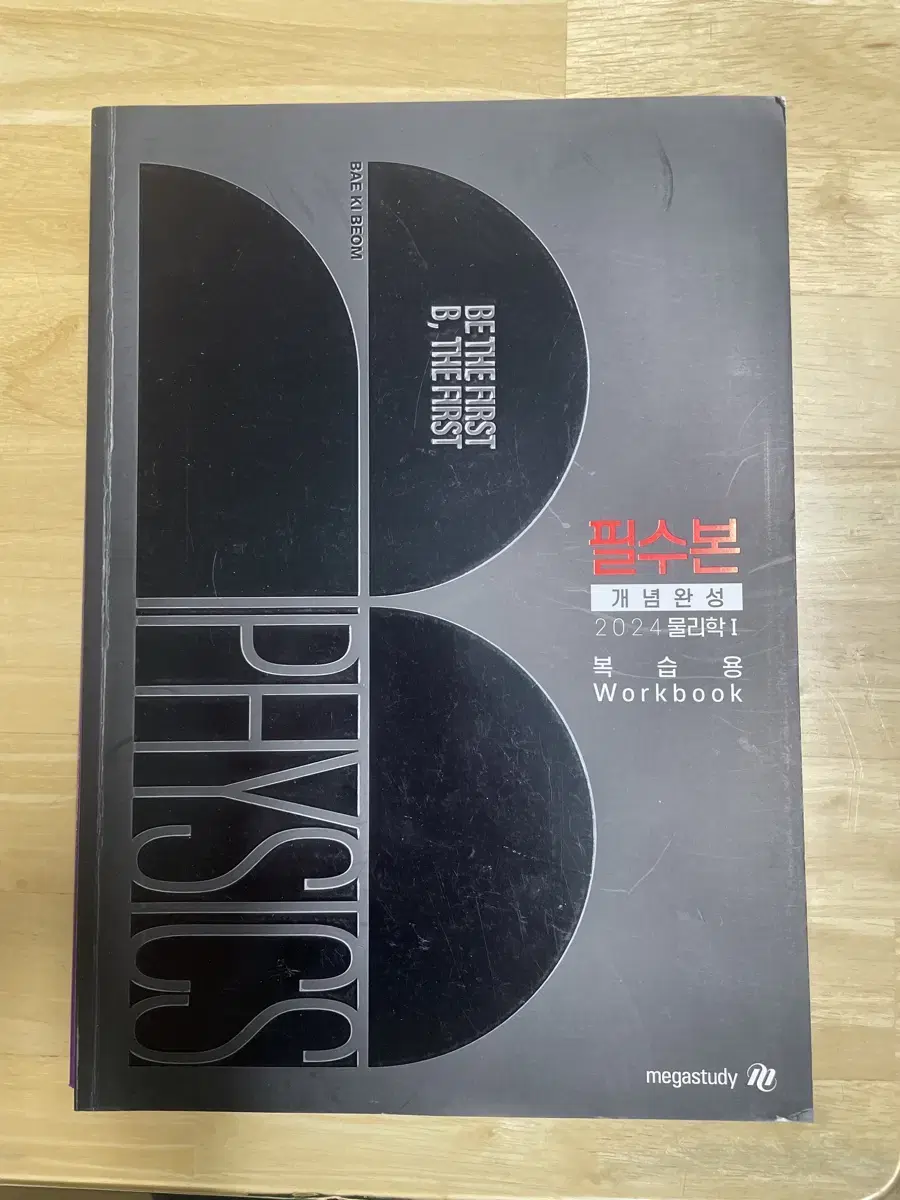 BAE KI BEOM
BE THE FIRST
B, THE FIRST
PHYSICS
필수본
개념완성
2024 물리학 I
복습용
Workbook
megastudy